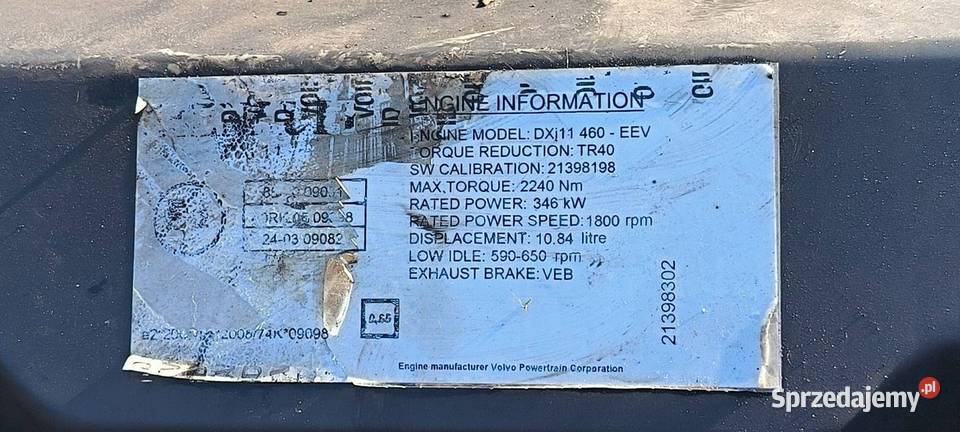 ENGINE INFORMATION
ENGINE MODEL: DXi11 460 - EEV
TORQUE REDUCTION: TR40
SW CALIBRATION: 21398198
MAX.TORQUE: 2240 Nm
RATED POWER: 346 kW
RATED POWER SPEED: 1800 rpm
DISPLACEMENT: 10.84 litre
LOW IDLE: 590-650 rpm
EXHAUST BRAKE: VEB
24-03 09082
0,65
21398302
Engine manufacturer Volvo Powertrain Corporation
Sprzedajemy.pl